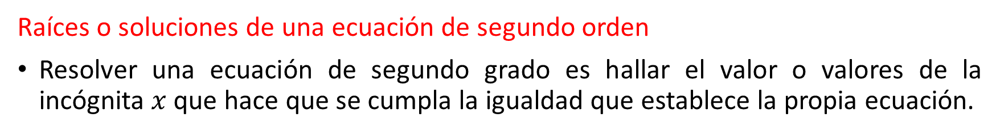 Raíces o soluciones de una ecuación de segundo orden
• Resolver una ecuación de segundo grado es hallar el valor o valores de la
incógnita x que hace que se cumpla la igualdad que establece la propia ecuación.